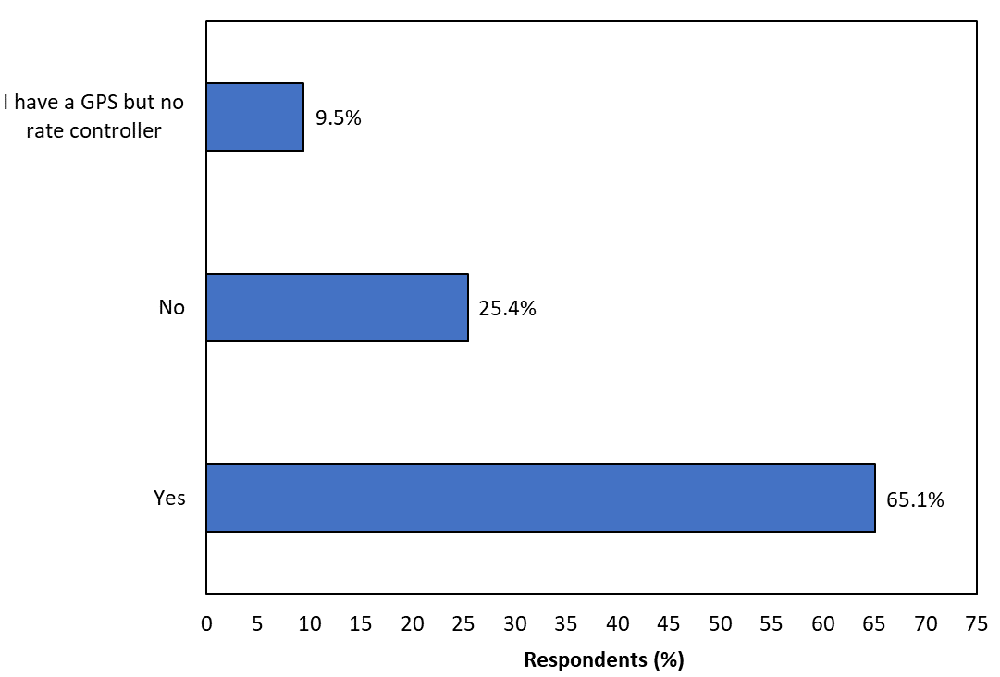 I have a GPS but no
rate controller
9.5%
No
25.4%
Yes
65.1%
0 5 10 15 20 25 30 35 40 45 50 55 60 65 70 75
Respondents (%)